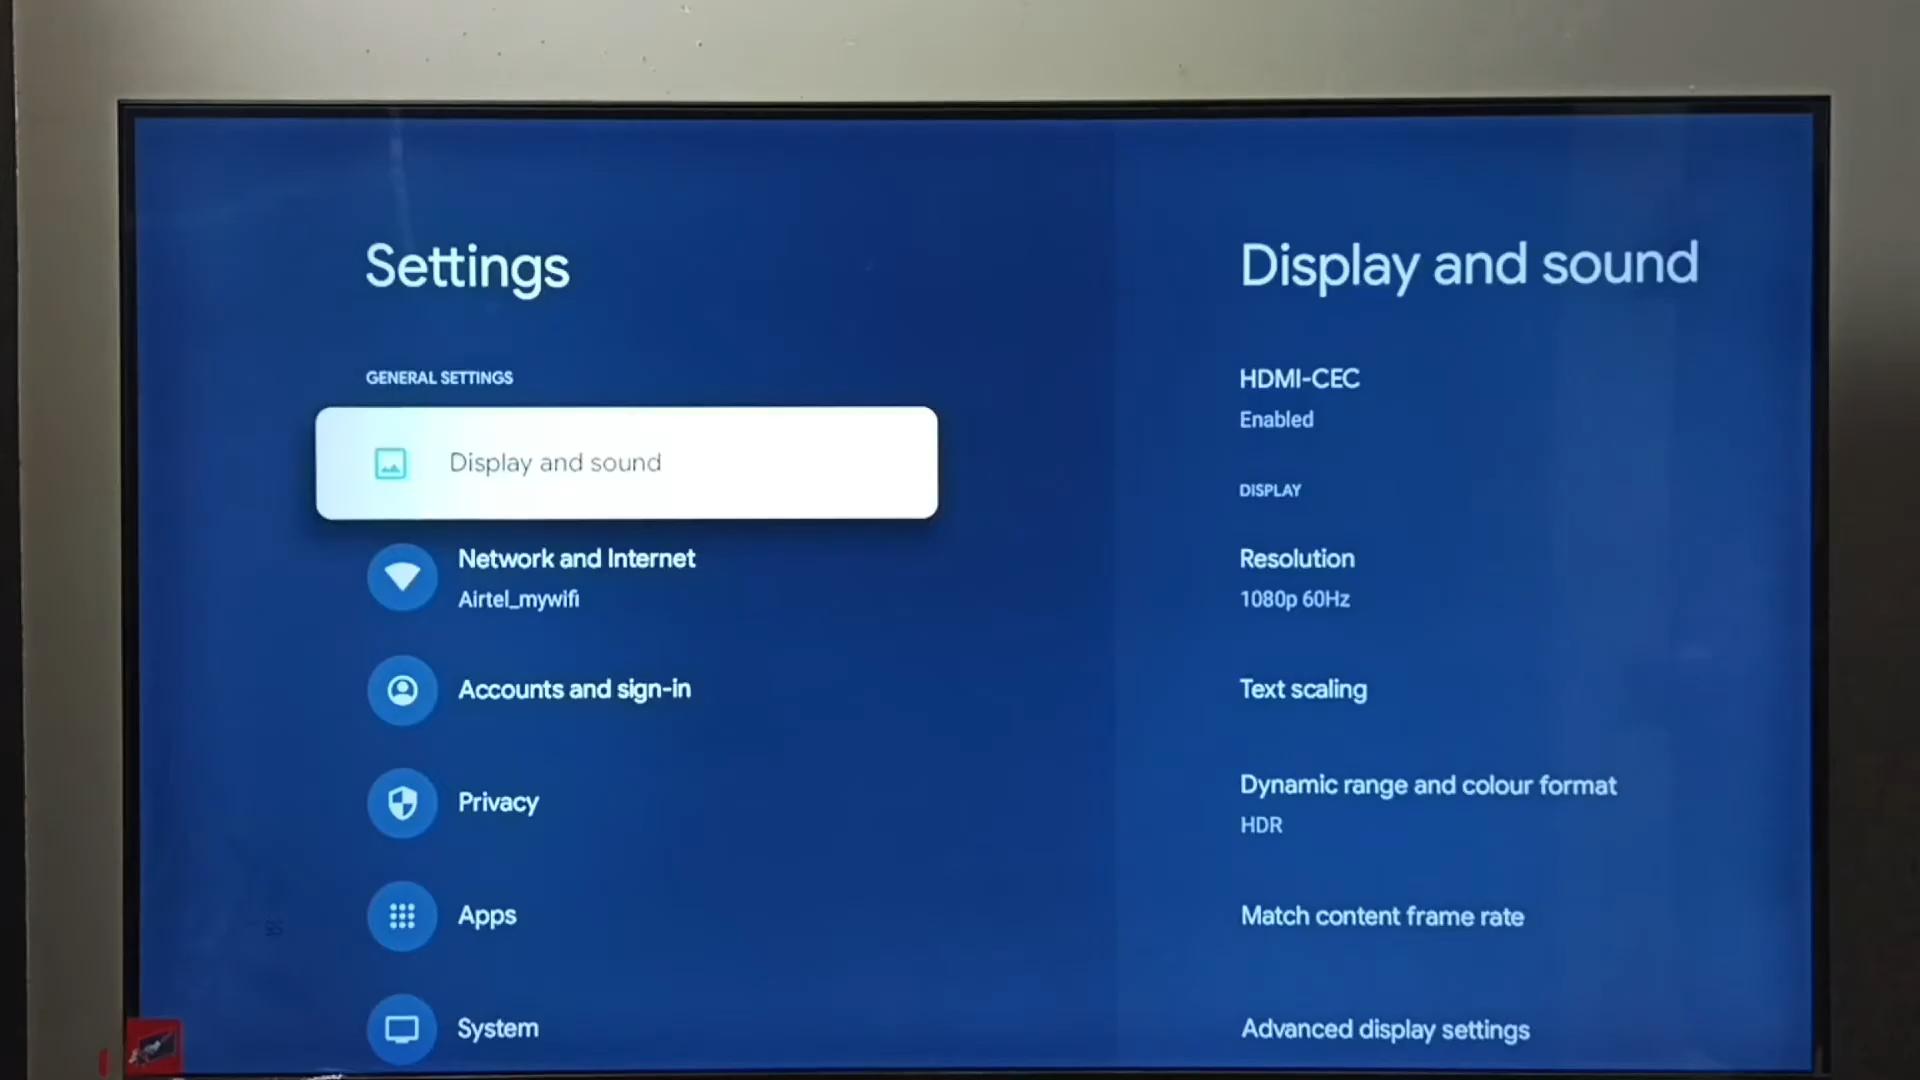 Settings
GENERAL SETTINGS
Display and sound
Network and Internet
Airtel_mywifi
Accounts and sign-in
Privacy
Apps
System
Display and sound
HDMI-CEC
Enabled
DISPLAY
Resolution
1080p 60Hz
Text scaling
Dynamic range and colour format
HDR
Match content frame rate
Advanced display settings